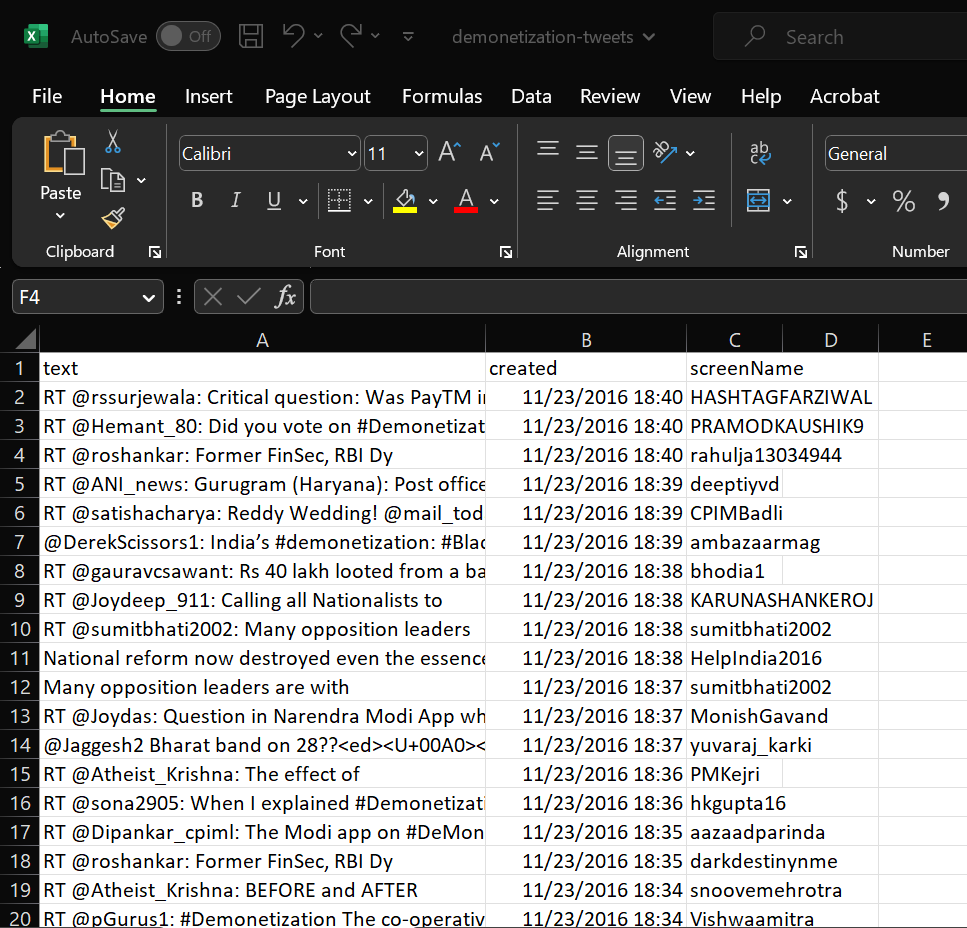 AutoSave Off demonetization-tweets Search
File Home Insert Page Layout Formulas Data Review View Help Acrobat
Paste Calibri 11 General
B I U A $ % 9
Clipboard Font Alignment Number
F4 fx
A B C D E
1 text created screenName
2 RT @rssurjewala: Critical question: Was PayTM 11/23/2016 18:40 HASHTAGFARZIWAL
3 RT @Hemant_80: Did you vote on #Demonetizat 11/23/2016 18:40 PRAMODKAUSHIK9
4 RT @roshankar: Former FinSec, RBI Dy 11/23/2016 18:40 rahulja13034944
5 RT @ANI_news: Gurugram (Haryana): Post office 11/23/2016 18:39 deeptiyvd
6 RT @satishacharya: Reddy Wedding! @mail_tod 11/23/2016 18:39 CPIMBadli
7 @DerekScissors1: India’s #demonetization: #Blac 11/23/2016 18:39 ambazaarmag
8 RT @gauravcsawant: Rs 40 lakh looted from a ba 11/23/2016 18:38 bhodia1
9 RT @Joydeep_911: Calling all Nationalists to 11/23/2016 18:38 KARUNASHANKEROJ
10 RT @sumitbhati2002: Many opposition leaders 11/23/2016 18:38 sumitbhati2002
11 National reform now destroyed even the essence 11/23/2016 18:38 HelpIndia2016
12 Many opposition leaders are with 11/23/2016 18:37 sumitbhati2002
13 RT @Joydas: Question in Narendra Modi App wh 11/23/2016 18:37 MonishGavand
14 @Jaggesh2 Bharat band on 28??<ed><U+00A0>< 11/23/2016 18:37 yuvaraj_karki
15 RT @Atheist_Krishna: The effect of 11/23/2016 18:36 PMKejri
16 RT @sona2905: When I explained #Demonetizati 11/23/2016 18:36 hkgupta16
17 RT @Dipankar_cpiml: The Modi app on #DeMon 11/23/2016 18:35 aazaadparinda
18 RT @roshankar: Former FinSec, RBI Dy 11/23/2016 18:35 darkdestinynme
19 RT @Atheist_Krishna: BEFORE and AFTER 11/23/2016 18:34 snoovemehrotra
20 RT @pGurus1: #Demonetization The co-operativ 11/23/2016 18:34 Vishwaamitra